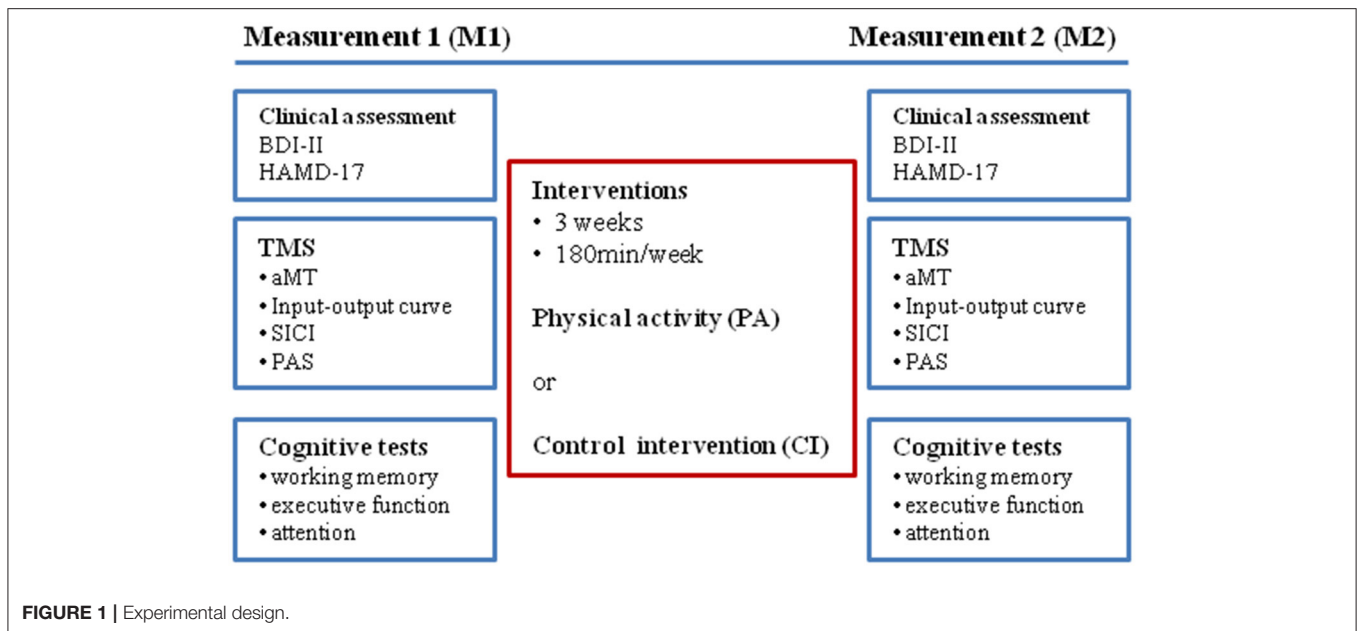 Measurement 1 (M1)
Measurement 2 (M2)
Clinical assessment
BDI-II
HAMD-17
TMS
• aMT
• Input-output curve
• SICI
• PAS
Cognitive tests
• working memory
• executive function
• attention
Interventions
• 3 weeks
• 180min/week
Physical activity (PA)
or
Control intervention (CI)
Clinical assessment
BDI-II
HAMD-17
TMS
• aMT
• Input-output curve
• SICI
• PAS
Cognitive tests
• working memory
• executive function
• attention
FIGURE 1 | Experimental design.